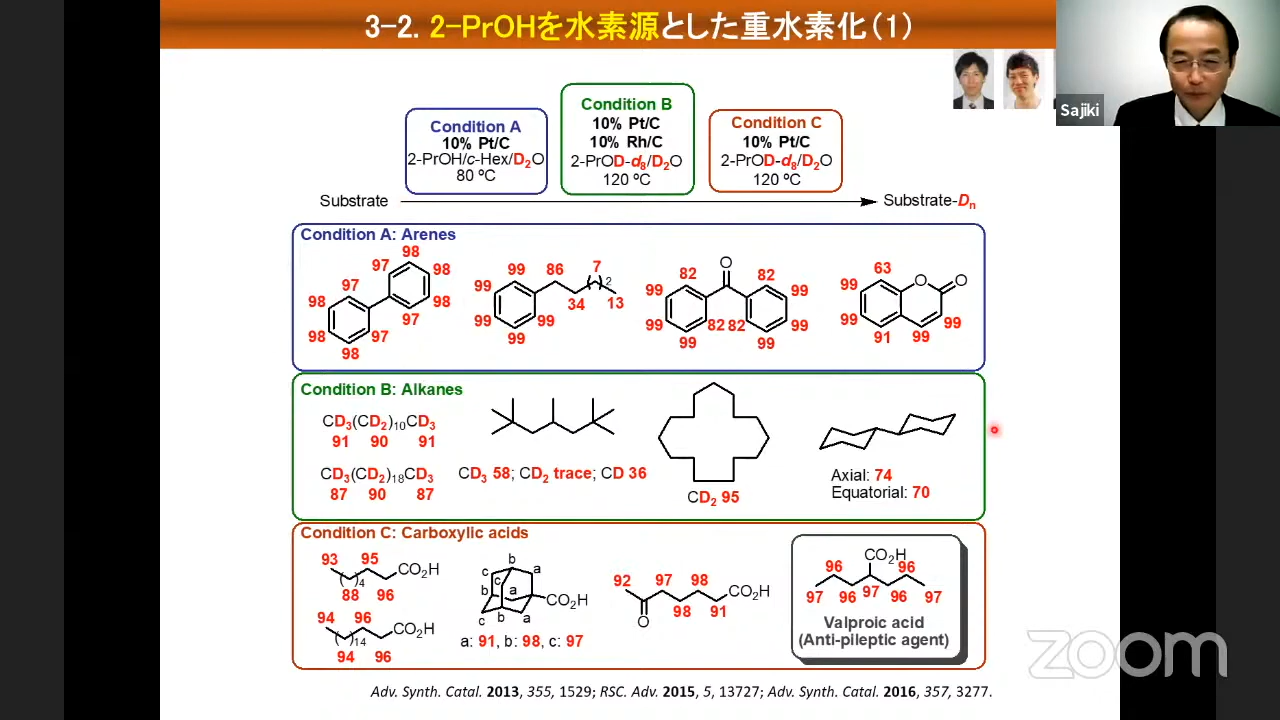 3-2. 2-PrOHを水素源とした重水素化(1)
Sajiki
Condition A
10% Pt/C
2-PrOH/c-Hex/D2O
80 ºC
Condition B
10% Pt/C
10% Rh/C
2-PrOD-d8/D2O
120 ºC
Condition C
10% Pt/C
2-PrOD-d8/D2O
120 ºC
Substrate
Substrate-Dn
Condition A: Arenes
98
97 98
97
98 98
97
98 97
98
99 86 7
99 2
34 13
99 99
99
O
82 82
99 99
99 82 82 99
99 99
63 O O
99
99 99
91 99
Condition B: Alkanes
CD3(CD2)10CD3
91 90 91
CD3(CD2)18CD3
87 90 87
CD3 58; CD2 trace; CD 36
CD2 95
Axial: 74
Equatorial: 70
Condition C: Carboxylic acids
93 95
CO2H
4
88 96
94 96
CO2H
14
94 96
b
c a
c
b a
CO2H
c b a
a: 91, b: 98, c: 97
92 97 98
CO2H
98 91
O
CO2H
96 96
97 96 97 96 97
Valproic acid
(Anti-pileptic agent)
zoom
Adv. Synth. Catal. 2013, 355, 1529; RSC. Adv. 2015, 5, 13727; Adv. Synth. Catal. 2016, 357, 3277.